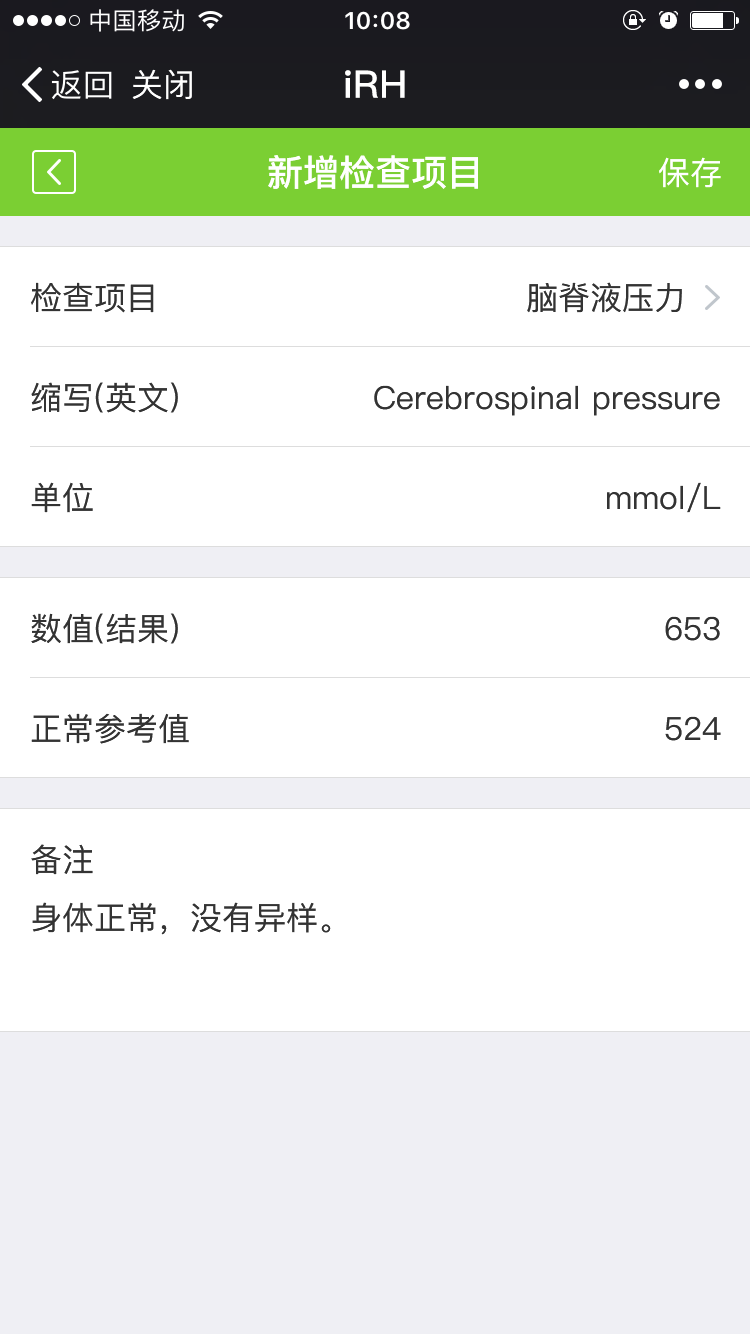 中国移动 10:08
返回 关闭 iRH
新增检查项目 保存
检查项目 脑脊液压力
缩写(英文) Cerebrospinal pressure
单位 mmol/L
数值(结果) 653
正常参考值 524
备注
身体正常，没有异样。